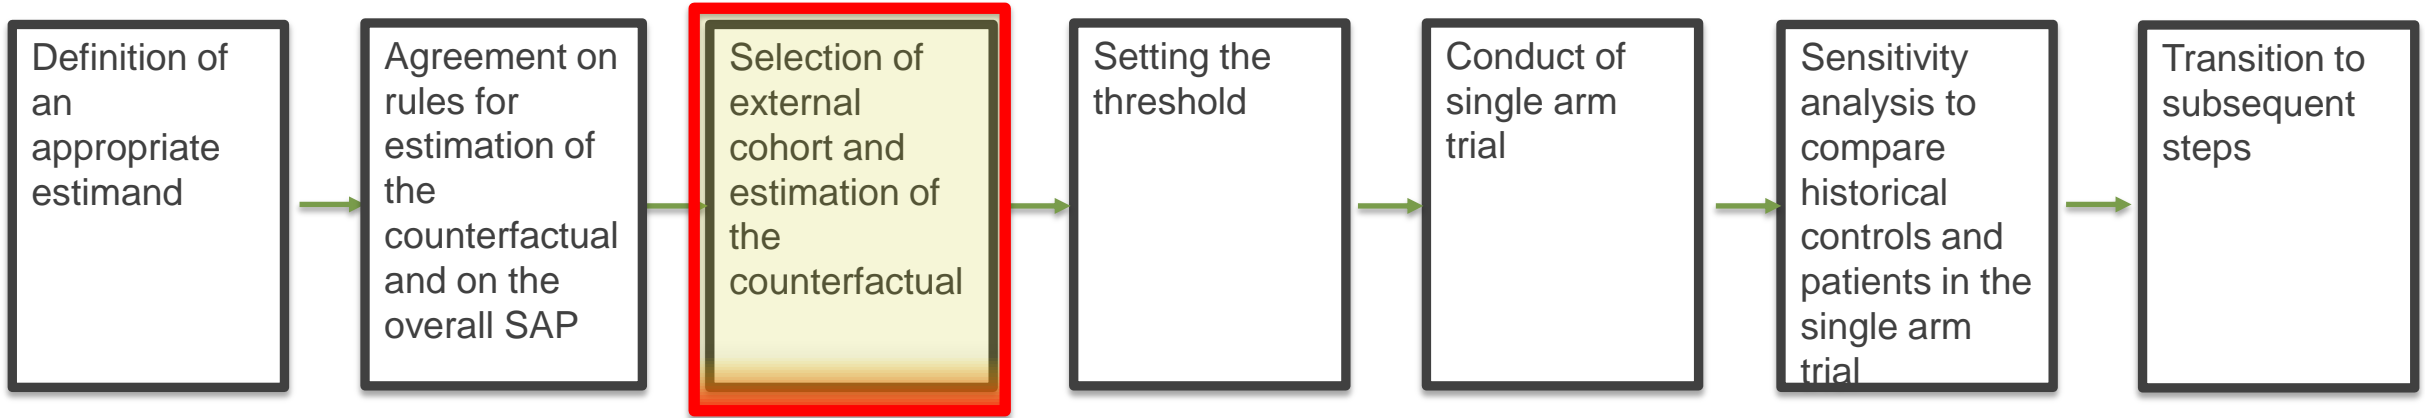 Definition of
an
appropriate
estimand
Agreement on
rules for
estimation of
the
counterfactual
and on the
overall SAP
Selection of
external
cohort and
estimation of
the
counterfactual
Setting the
threshold
Conduct of
single arm
trial
Sensitivity
analysis to
compare
historical
controls and
patients in the
single arm
trial
Transition to
subsequent
steps